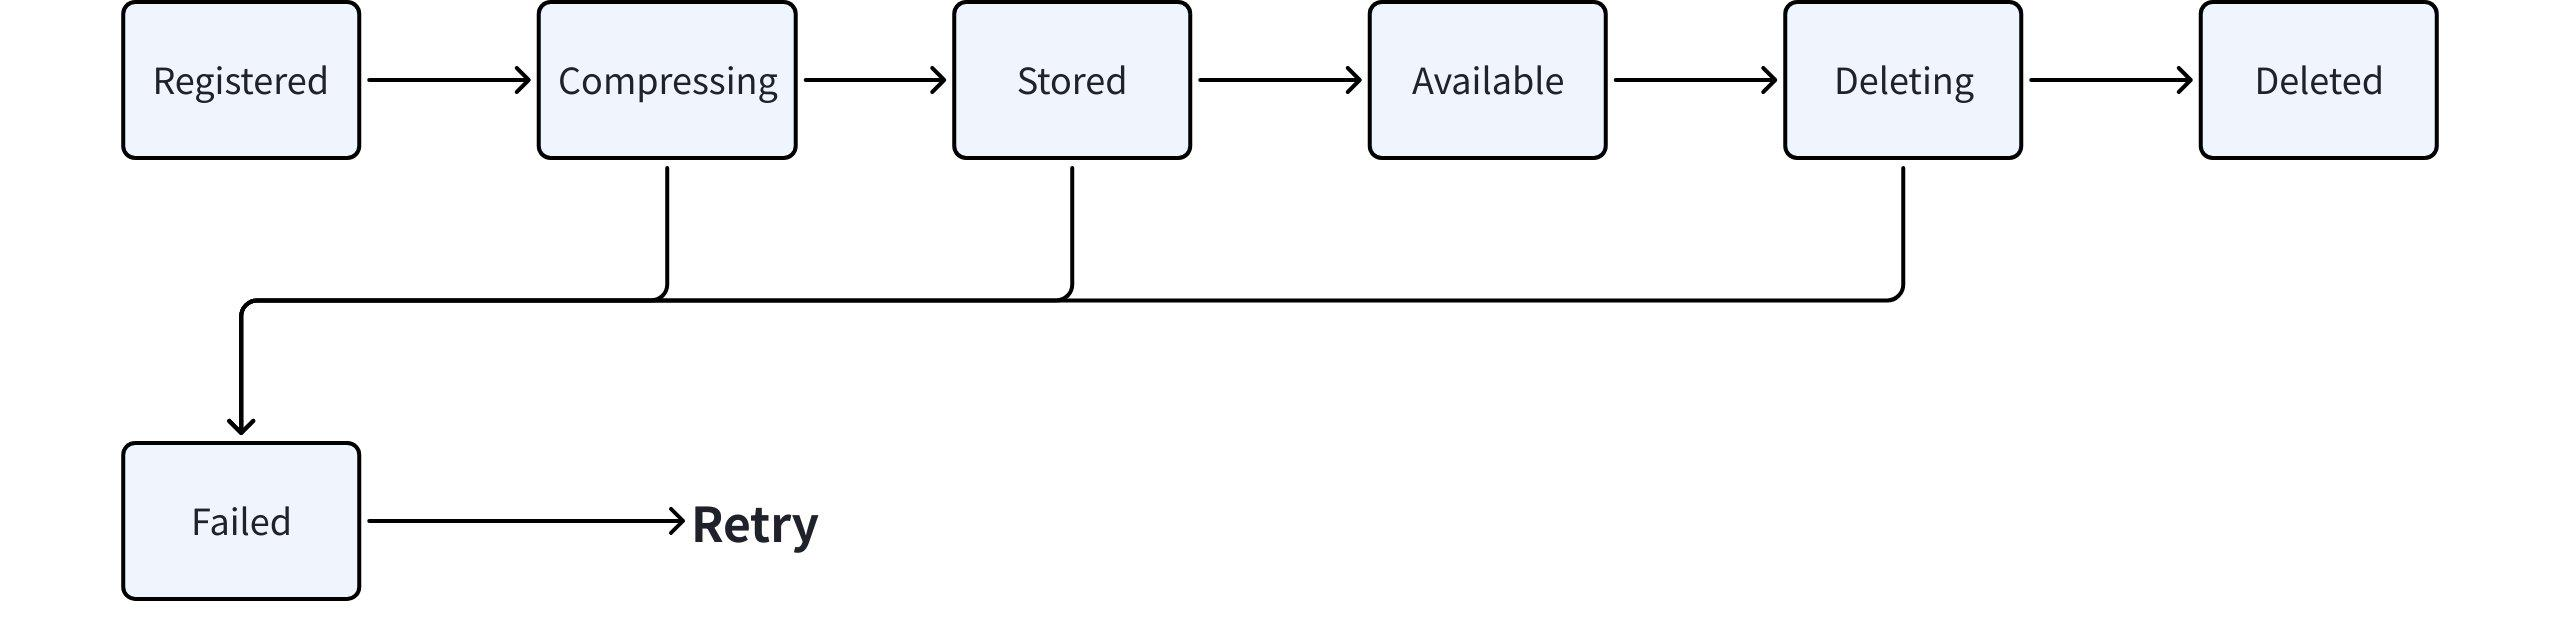 Registered
Compressing
Stored
Available
Deleting
Deleted
Failed
Retry